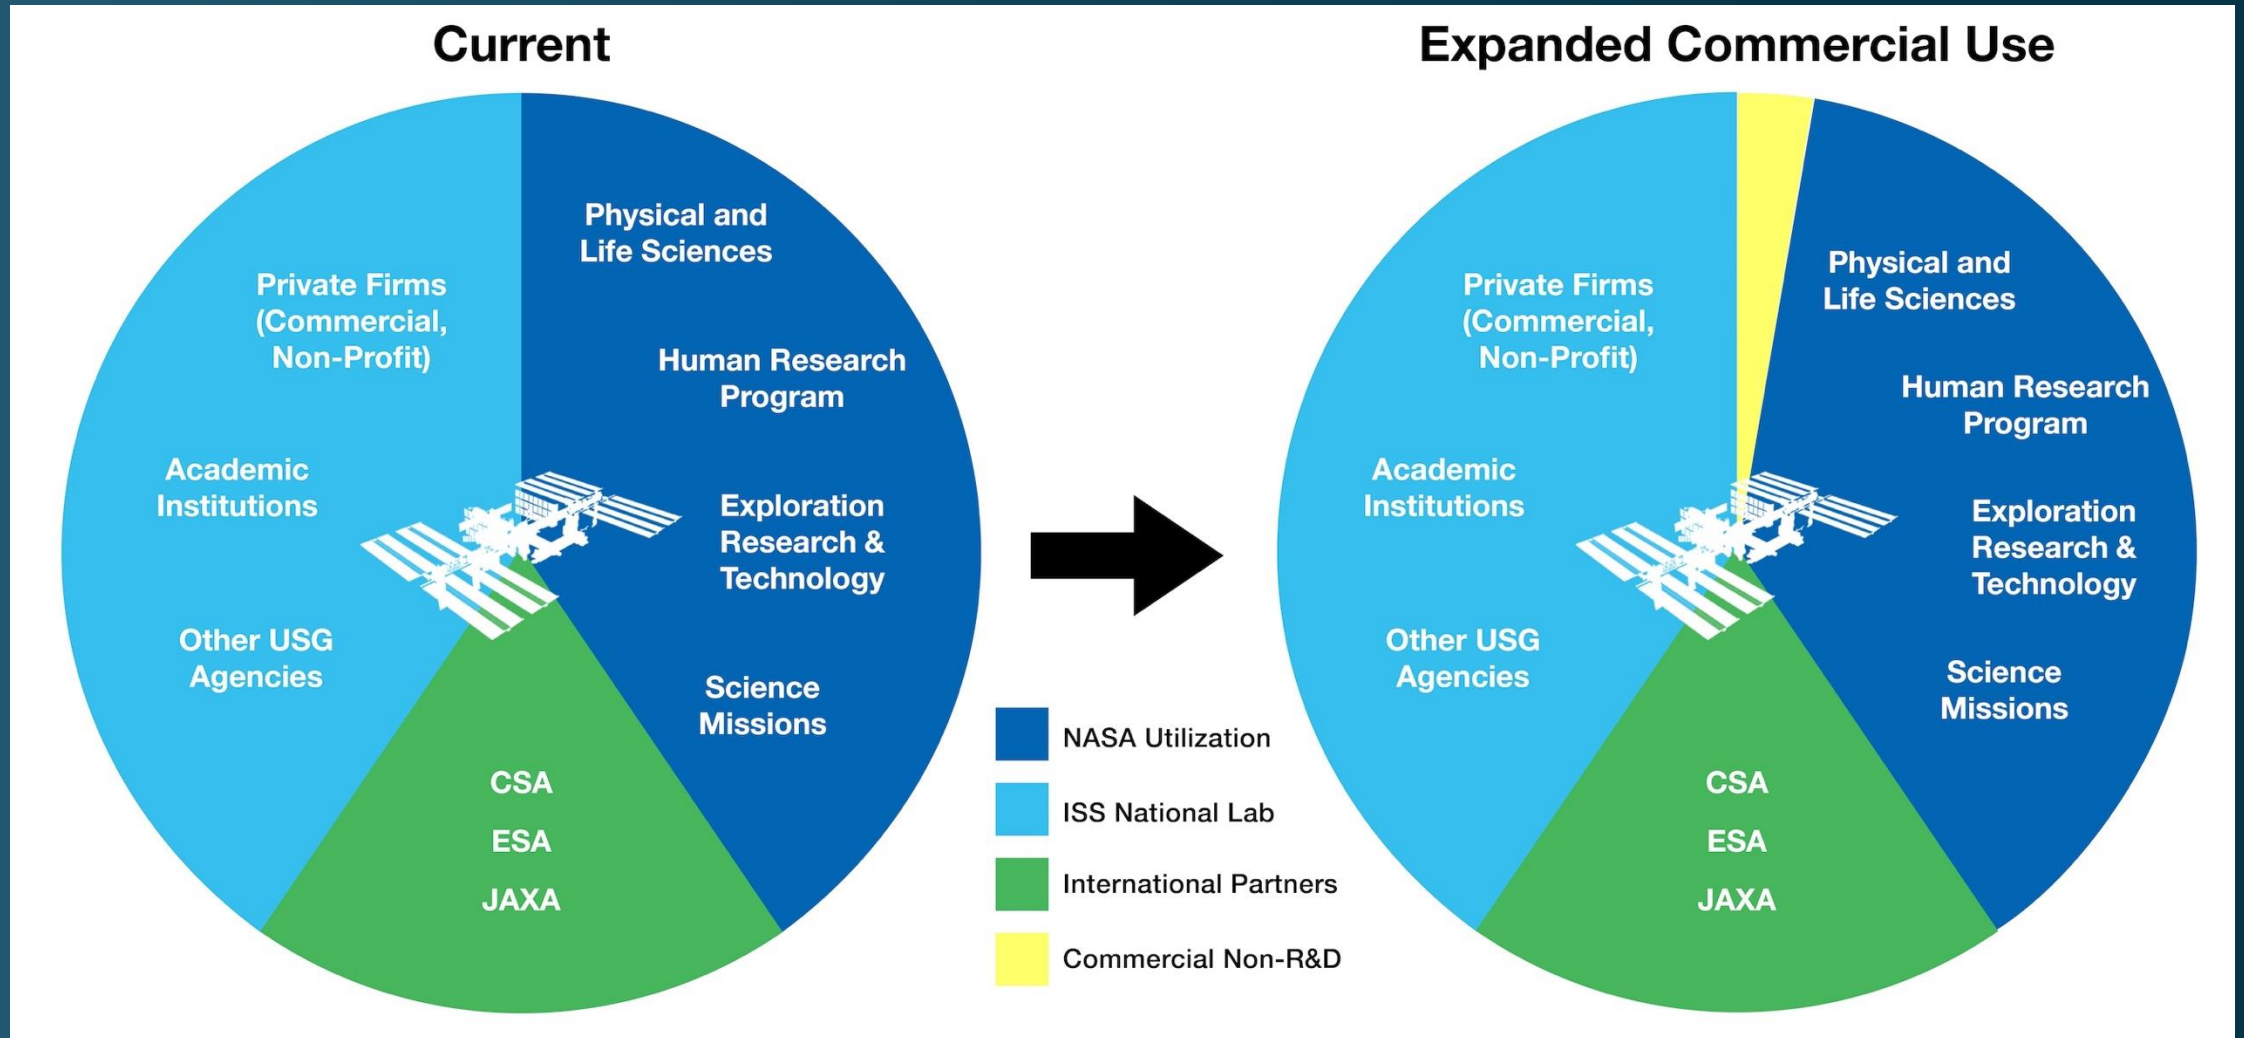 Current
Physical and
Life Sciences
Human Research
Program
Exploration
Research &
Technology
Science
Missions
Private Firms
(Commercial,
Non-Profit)
Academic
Institutions
Other USG
Agencies
CSA
ESA
JAXA
NASA Utilization
ISS National Lab
International Partners
Commercial Non-R&D
Expanded Commercial Use
Physical and
Life Sciences
Human Research
Program
Exploration
Research &
Technology
Science
Missions
Private Firms
(Commercial,
Non-Profit)
Academic
Institutions
Other USG
Agencies
CSA
ESA
JAXA